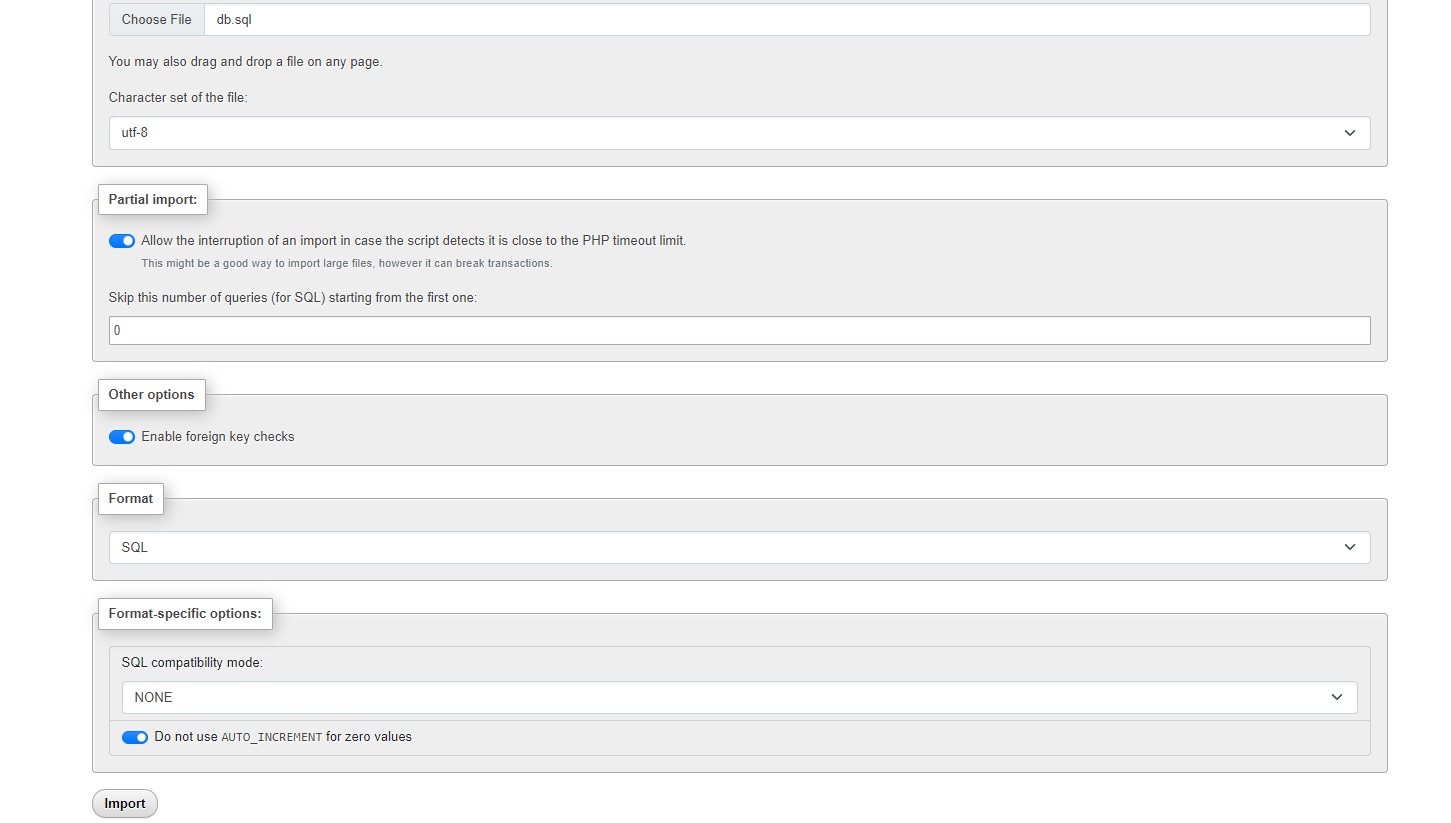 Choose File db.sql
You may also drag and drop a file on any page.
Character set of the file:
utf-8
Partial import:
Allow the interruption of an import in case the script detects it is close to the PHP timeout limit.
This might be a good way to import large files, however it can break transactions.
Skip this number of queries (for SQL) starting from the first one:
0
Other options
Enable foreign key checks
Format
SQL
Format-specific options:
SQL compatibility mode:
NONE
Do not use AUTO_INCREMENT for zero values
Import